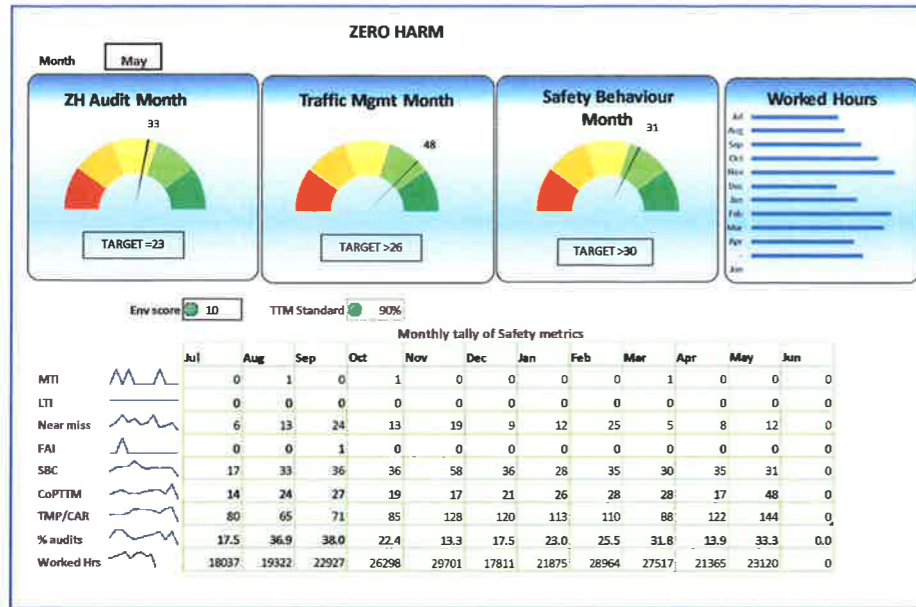 ZERO HARM
Month May
ZH Audit Month
33
TARGET =23
Traffic Mgmt Month
48
TARGET >26
Safety Behaviour
Month
31
TARGET >30
Worked Hours
Jul
Aug
Sep
Oct
Nov
Dec
Jan
Feb
Mar
Apr
-
Jun
Env score 10 TTM Standard 90%
Monthly tally of Safety metrics
Jul Aug Sep Oct Nov Dec Jan Feb Mar Apr May Jun
MTI 0 1 0 1 0 0 0 0 1 0 0 0
LTI 0 0 0 0 0 0 0 0 0 0 0 0
Near miss 6 13 24 13 19 9 12 25 5 8 12 0
FAI 0 0 1 0 0 0 0 0 0 0 0 0
SBC 17 33 36 36 58 36 28 35 30 35 31 0
CoPTTM 14 24 27 19 17 21 26 28 28 17 48 0
TMP/CAR 80 65 71 85 128 120 113 110 88 122 144 0
% audits 17.5 36.9 38.0 22.4 13.3 17.5 23.0 25.5 31.8 13.9 33.3 0.0
Worked Hrs 18037 19322 22927 26298 29701 17811 21875 28964 27517 21365 23120 0